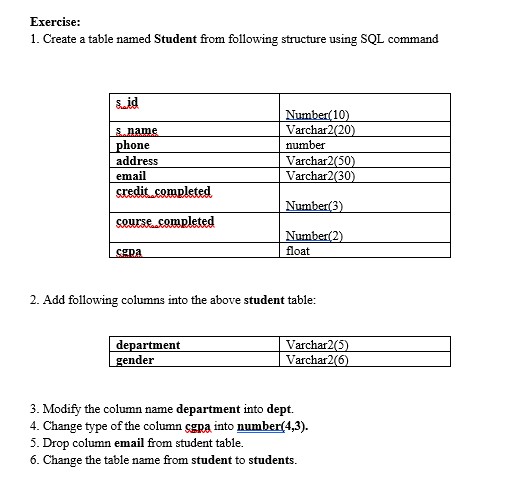 Exercise:
1. Create a table named Student from following structure using SQL command
s_id Number(10)
s_name Varchar2(20)
phone number
address Varchar2(50)
email Varchar2(30)
credit_completed Number(3)
course_completed Number(2)
cgpa float
2. Add following columns into the above student table:
department Varchar2(5)
gender Varchar2(6)
3. Modify the column name department into dept.
4. Change type of the column cgpa into number(4,3).
5. Drop column email from student table.
6. Change the table name from student to students.